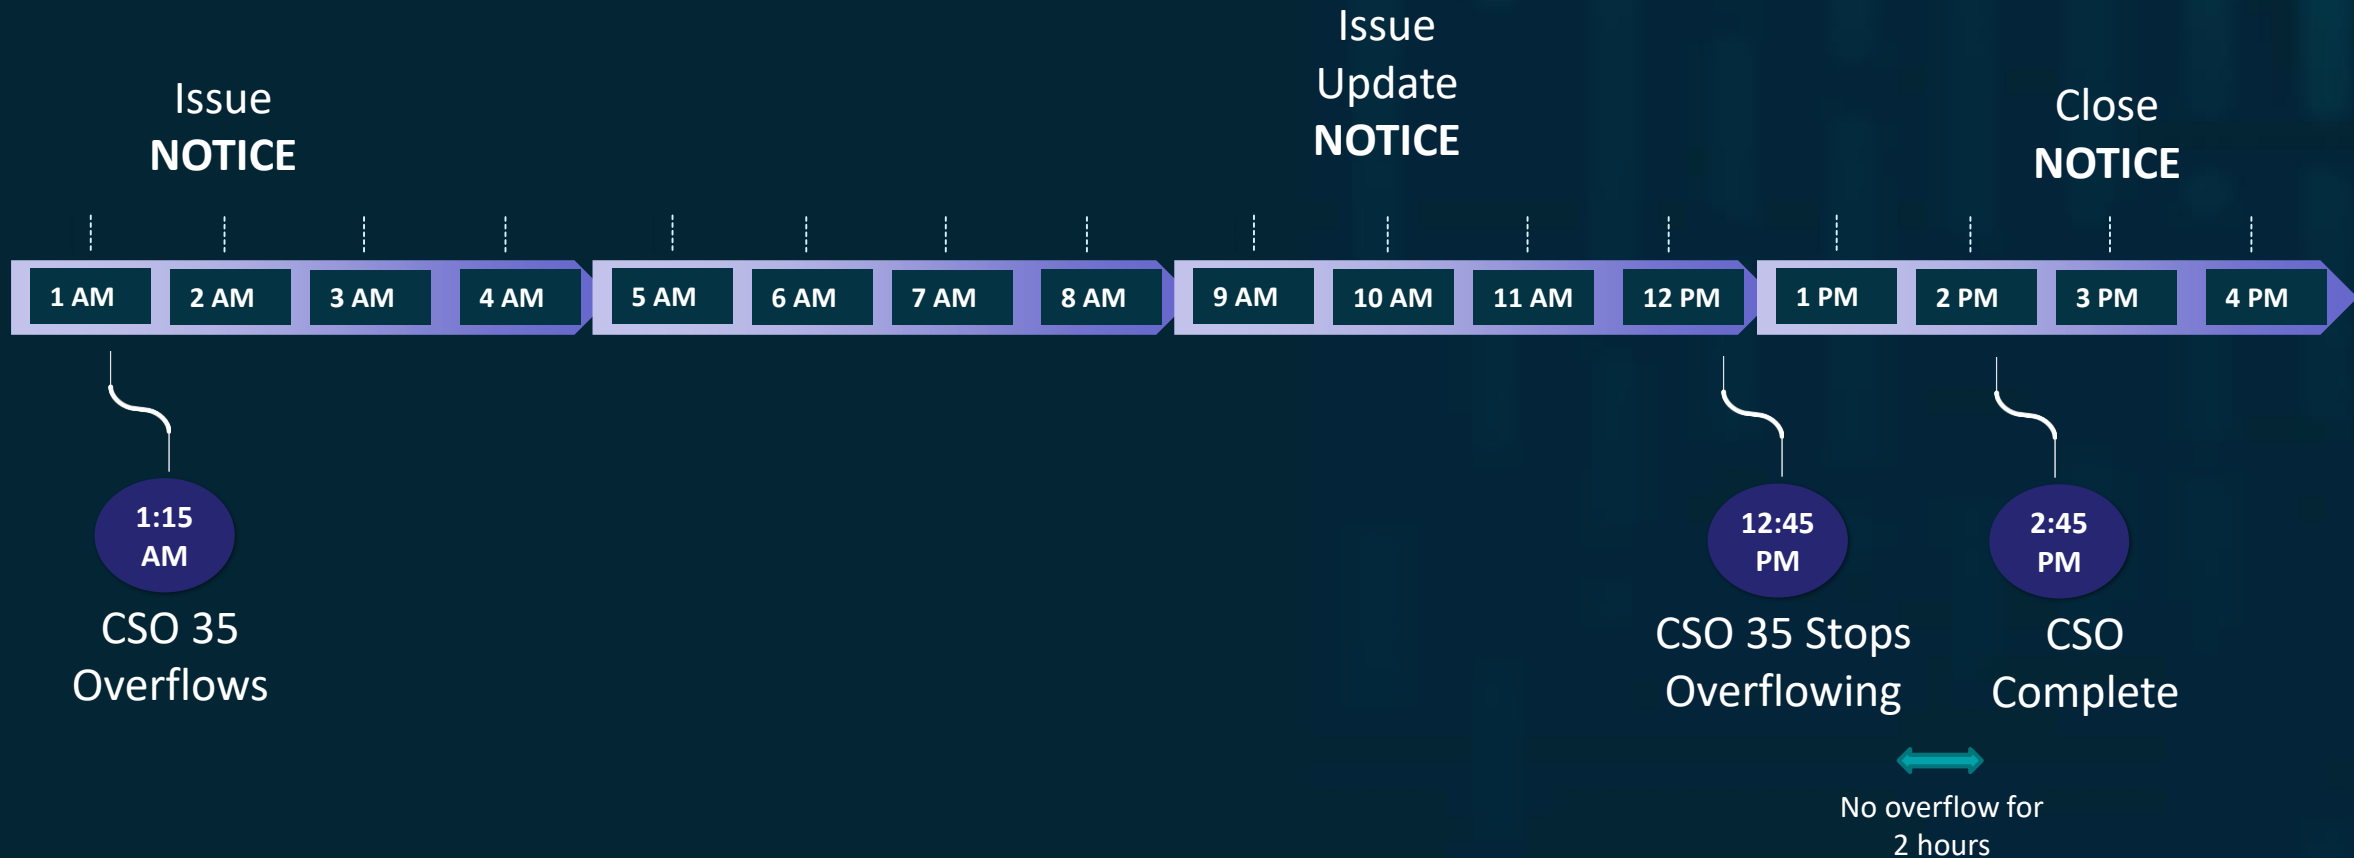 Issue
NOTICE
Issue
Update
NOTICE
Close
NOTICE
1 AM
2 AM
3 AM
4 AM
5 AM
6 AM
7 AM
8 AM
9 AM
10 AM
11 AM
12 PM
1 PM
2 PM
3 PM
4 PM
1:15
AM
CSO 35
Overflows
12:45
PM
CSO 35 Stops
Overflowing
2:45
PM
CSO
Complete
No overflow for
2 hours